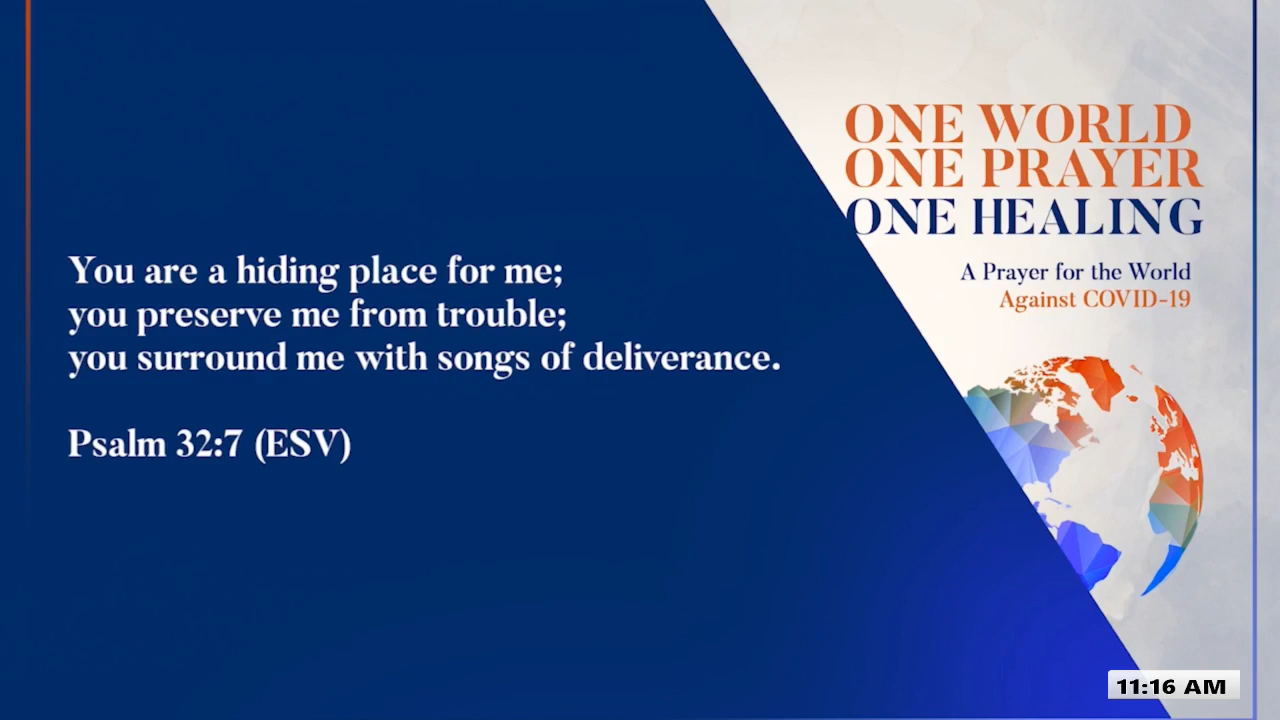 You are a hiding place for me;
you preserve me from trouble;
you surround me with songs of deliverance.
Psalm 32:7 (ESV)
ONE WORLD
ONE PRAYER
ONE HEALING
A Prayer for the World
Against COVID-19
11:16 AM